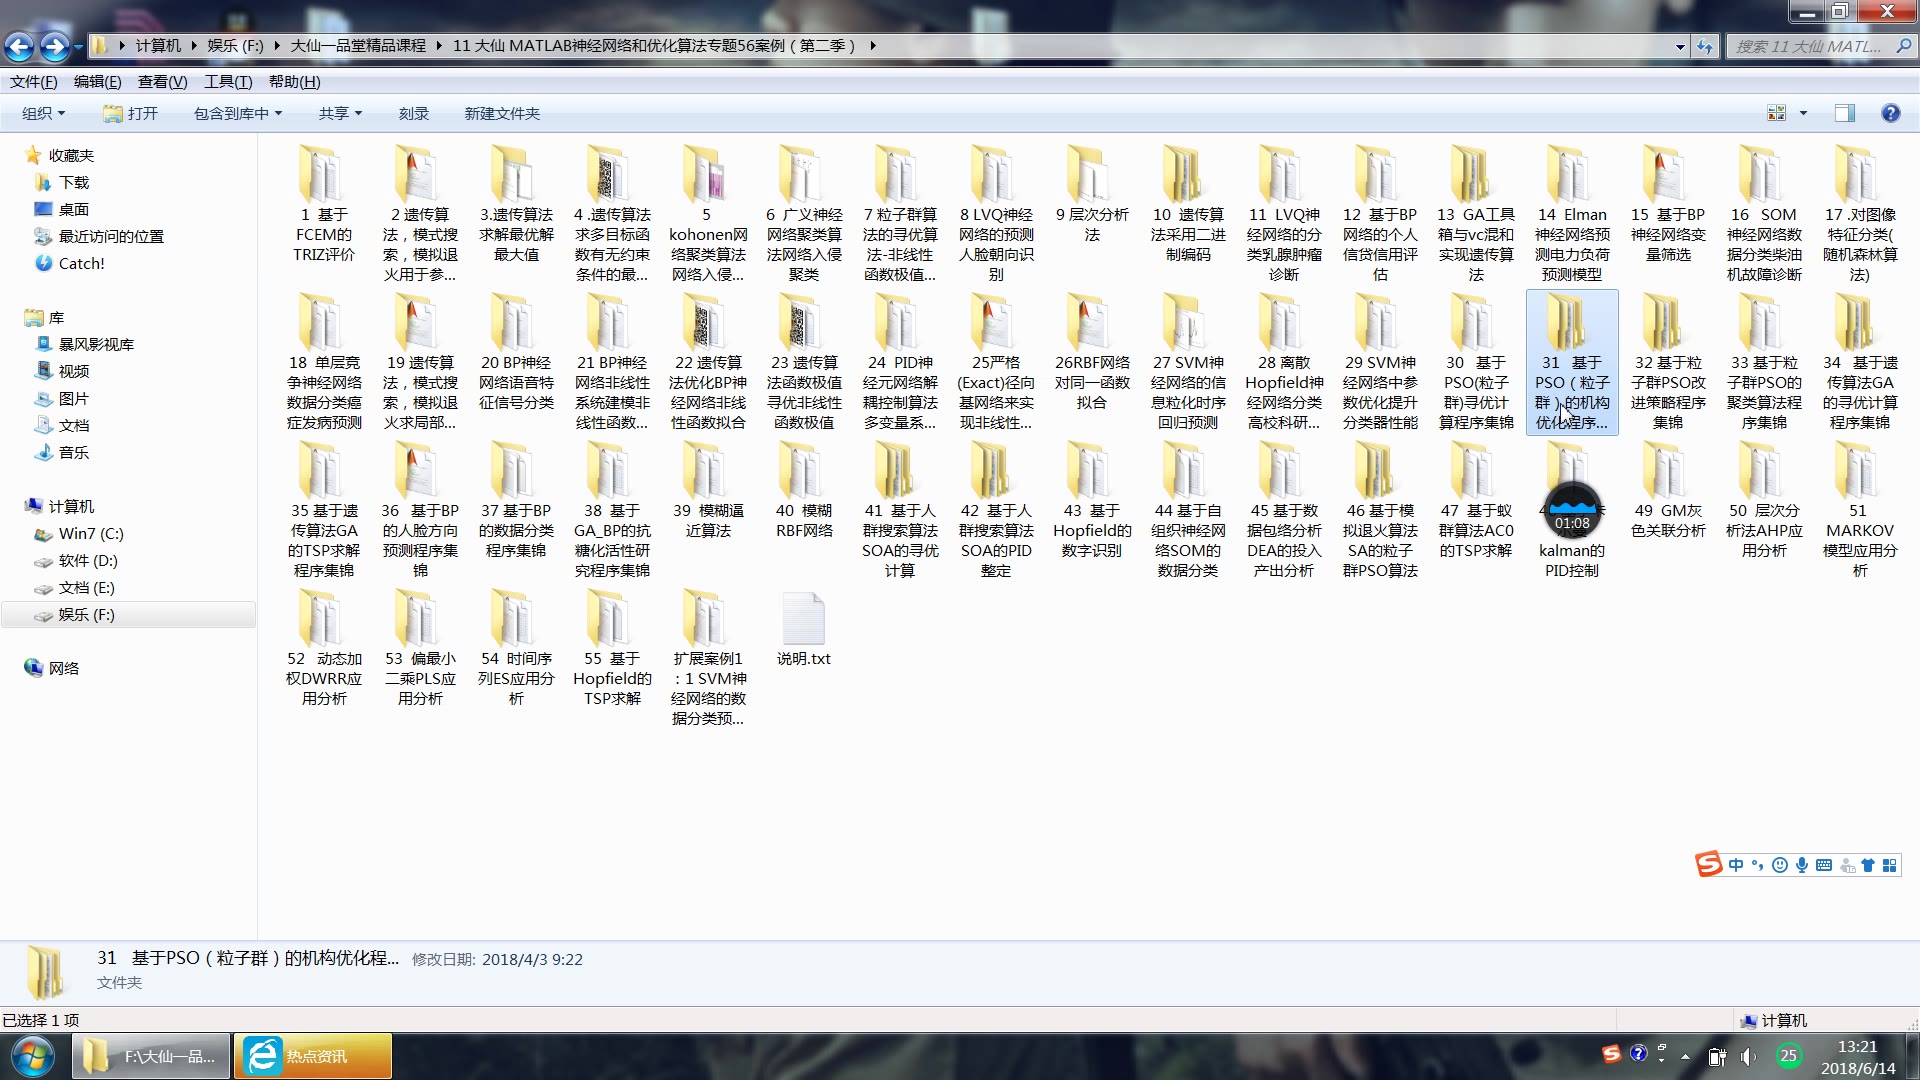 计算机 ▸ 娱乐 (F:) ▸ 大仙一品堂精品课程 ▸ 11 大仙 MATLAB神经网络和优化算法专题56案例（第二季） ▸
搜索 11 大仙 MATL...
文件(F) 编辑(E) 查看(V) 工具(T) 帮助(H)
组织 打开 包含到库中 共享 刻录 新建文件夹
收藏夹
下载
桌面
最近访问的位置
Catch!
库
暴风影视库
视频
图片
文档
音乐
计算机
Win7 (C:)
软件 (D:)
文档 (E:)
娱乐 (F:)
网络
1 基于
FCEM的
TRIZ评价
2 遗传算
法，模式搜
索，模拟退
火用于参...
3.遗传算法
求解最优解
最大值
4 .遗传算法
求多目标函
数有无约束
条件的最...
5
kohonen网
络聚类算法
网络入侵...
6 广义神经
网络聚类算
法网络入侵
聚类
7 粒子群算
法的寻优算
法-非线性
函数极值...
8 LVQ神经
网络的预测
人脸朝向识
别
9 层次分析
法
10 遗传算
法采用二进
制编码
11 LVQ神
经网络的分
类乳腺肿瘤
诊断
12 基于BP
网络的个人
信贷信用评
估
13 GA工具
箱与vc混和
实现遗传算
法
14 Elman
神经网络预
测电力负荷
预测模型
15 基于BP
神经网络变
量筛选
16 SOM
神经网络数
据分类柴油
机故障诊断
17 .对图像
特征分类(
随机森林算
法)
18 单层竞
争神经网络
数据分类癌
症发病预测
19 遗传算
法，模式搜
索，模拟退
火求局部...
20 BP神经
网络语音特
征信号分类
21 BP神经
网络非线性
系统建模非
线性函数...
22 遗传算
法优化BP神
经网络非线
性函数拟合
23 遗传算
法函数极值
寻优非线性
函数极值
24 PID神
经元网络解
耦控制算法
多变量系...
25严格
(Exact)径向
基网络来实
现非线性...
26RBF网络
对同一函数
拟合
27 SVM神
经网络的信
息粒化时序
回归预测
28 离散
Hopfield神
经网络分类
高校科研...
29 SVM神
经网络中参
数优化提升
分类器性能
30 基于
PSO(粒子
群)寻优计
算程序集锦
31 基于
PSO（粒子
群）的机构
优化程序...
32 基于粒
子群PSO改
进策略程序
集锦
33 基于粒
子群PSO的
聚类算法程
序集锦
34 基于遗
传算法GA
的寻优计算
程序集锦
35 基于遗
传算法GA
的TSP求解
程序集锦
36 基于BP
的人脸方向
预测程序集
锦
37 基于BP
的数据分类
程序集锦
38 基于
GA_BP的抗
糖化活性研
究程序集锦
39 模糊逼
近算法
40 模糊
RBF网络
41 基于人
群搜索算法
SOA的寻优
计算
42 基于人
群搜索算法
SOA的PID
整定
43 基于
Hopfield的
数字识别
44 基于自
组织神经网
络SOM的
数据分类
45 基于数
据包络分析
DEA的投入
产出分析
46 基于模
拟退火算法
SA的粒子
群PSO算法
47 基于蚁
群算法AC0
的TSP求解
01:08
kalman的
PID控制
49 GM灰
色关联分析
50 层次分
析法AHP应
用分析
51
MARKOV
模型应用分
析
52 动态加
权DWRR应
用分析
53 偏最小
二乘PLS应
用分析
54 时间序
列ES应用分
析
55 基于
Hopfield的
TSP求解
扩展案例1
：1 SVM神
经网络的数
据分类预...
说明.txt
中
31 基于PSO（粒子群）的机构优化程... 修改日期: 2018/4/3 9:22
文件夹
已选择 1 项
计算机
F:\大仙一品...
热点资讯
25
13:21
2018/6/14